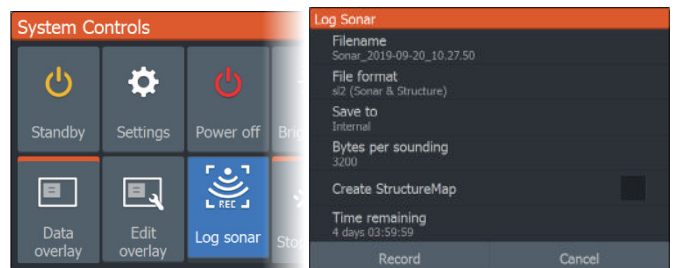 System Controls
Standby
Settings
Power off
Data
overlay
Edit
overlay
REC
Log sonar
Log Sonar
Filename
Sonar_2019-09-20_10.27.50
File format
sl2 (Sonar & Structure)
Save to
Internal
Bytes per sounding
3200
Create StructureMap
Time remaining
4 days 03:59:59
Record
Cancel